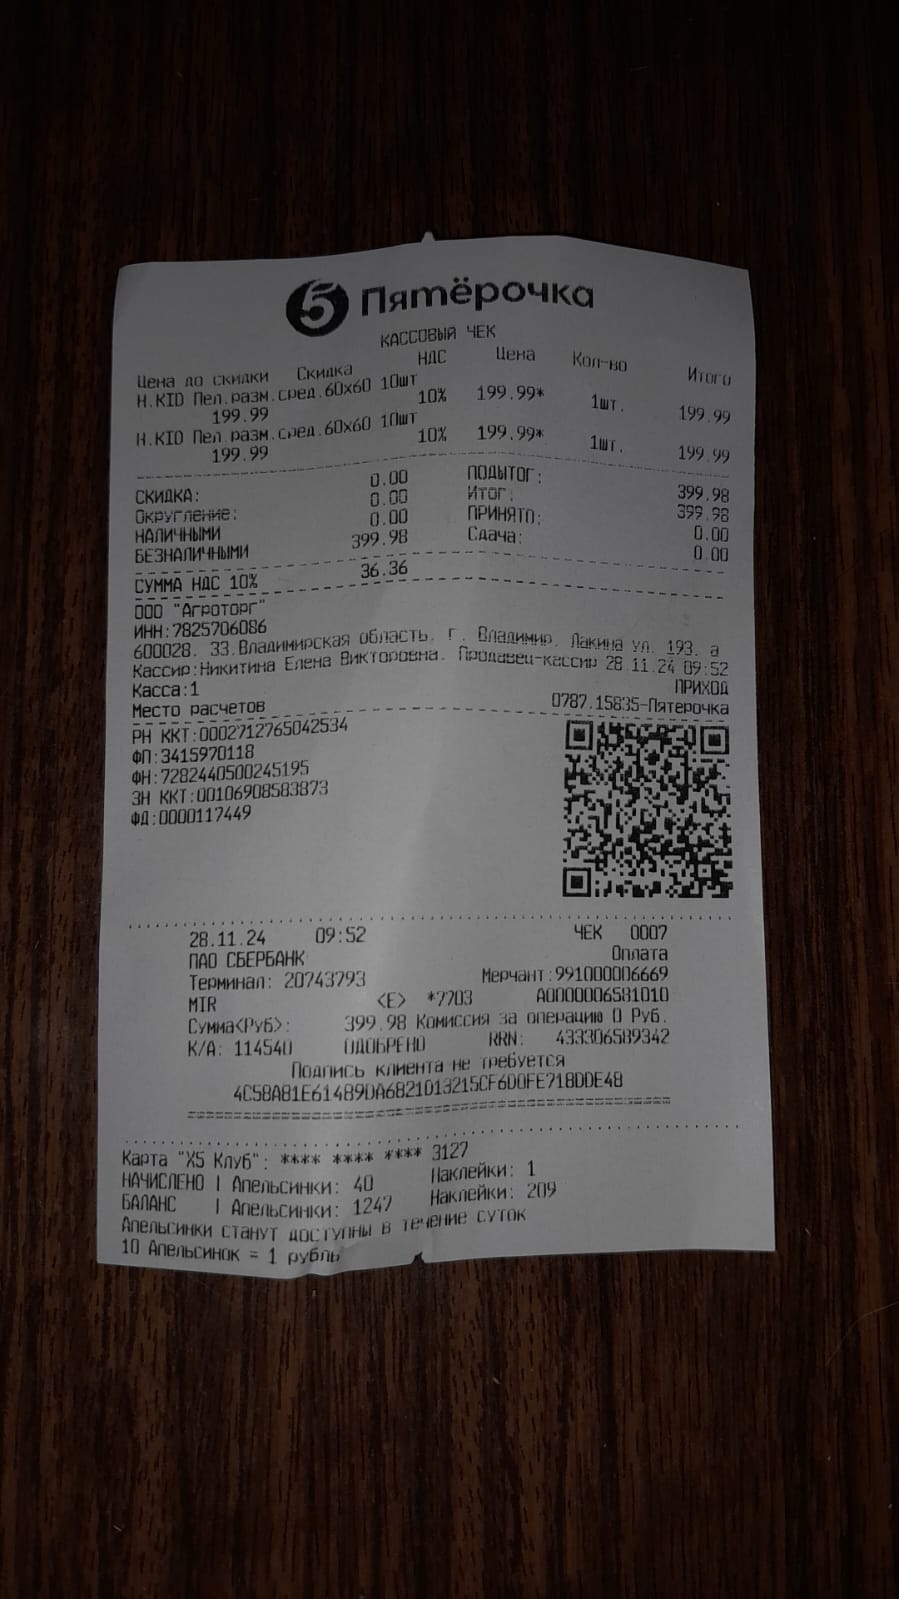 5 Пятёрочка
КАССОВЫЙ ЧЕК
Цена до скидки Скидка НДС Цена Кол-во Итого
H.KID Пел.разм.сред.60х60 10шт
199.99 10% 199.99* 1шт. 199.99
H.KID Пел.разм.сред.60х60 10шт
199.99 10% 199.99* 1шт. 199.99
СКИДКА: 0.00 ПОДЫТОГ: 399.98
Округление: 0.00 Итог: 399.98
НАЛИЧНЫМИ 0.00 ПРИНЯТО: 0.00
БЕЗНАЛИЧНЫМИ 399.98 Сдача: 0.00
СУММА НДС 10% 36.36
ООО "Агроторг"
ИНН:7825706086
600028. 33.Владимирская область. г. Владимир. Лакина ул. 193. а
Кассир:Никитина Елена Викторовна. Продавец-кассир 28.11.24 09:52
Касса:1 ПРИХОД
Место расчетов 0787.15835-Пятерочка
РН ККТ:0002712765042534
ФП:3415970118
ФН:7282440500245195
ЗН ККТ:00106908583873
ФД:0000117449
28.11.24 09:52 ЧЕК 0007
ПАО СБЕРБАНК Оплата
Терминал: 20743793 Мерчант:991000006669
MIR <E> *7703 A0000006581010
Сумма<Руб>: 399.98 Комиссия за операцию 0 Руб.
К/А: 114540 ОДОБРЕНО RRN: 433306589342
Подпись клиента не требуется
4C58A81E61489DA6821013215CF6D0FE718DDE48
Карта "X5 Клуб": **** **** **** 3127
НАЧИСЛЕНО | Апельсинки: 40 Наклейки: 1
БАЛАНС | Апельсинки: 1247 Наклейки: 209
Апельсинки станут доступны в течение суток
10 Апельсинок = 1 рубль